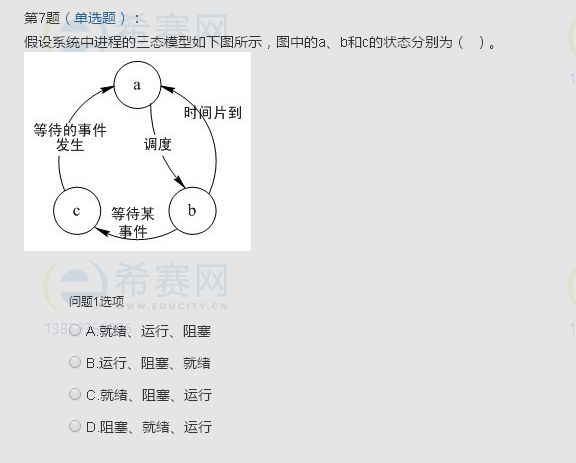 第7题（单选题）：
假设系统中进程的三态模型如下图所示，图中的a、b和c的状态分别为（ ）。
a
时间片到
等待的事件
发生
调度
c
等待某
事件
b
希赛网
WWW.EDUCITY.CN
问题1选项
A.就绪、运行、阻塞
B.运行、阻塞、就绪
C.就绪、阻塞、运行
D.阻塞、就绪、运行